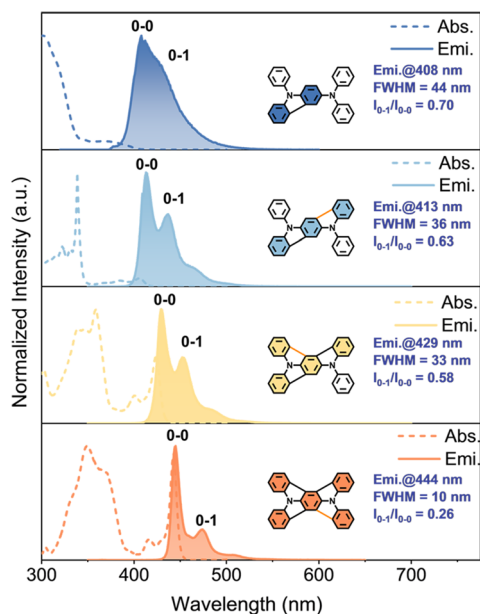 Normalized Intensity (a.u.)
0-0
0-1
Abs.
Emi.
Emi.@408 nm
FWHM = 44 nm
I0-1/I0-0 = 0.70
N
N
0-0
0-1
Abs.
Emi.
Emi.@413 nm
FWHM = 36 nm
I0-1/I0-0 = 0.63
N
N
0-0
0-1
Abs.
Emi.
Emi.@429 nm
FWHM = 33 nm
I0-1/I0-0 = 0.58
N
N
0-0
0-1
Abs.
Emi.
Emi.@444 nm
FWHM = 10 nm
I0-1/I0-0 = 0.26
N
N
300 400 500 600 700
Wavelength (nm)